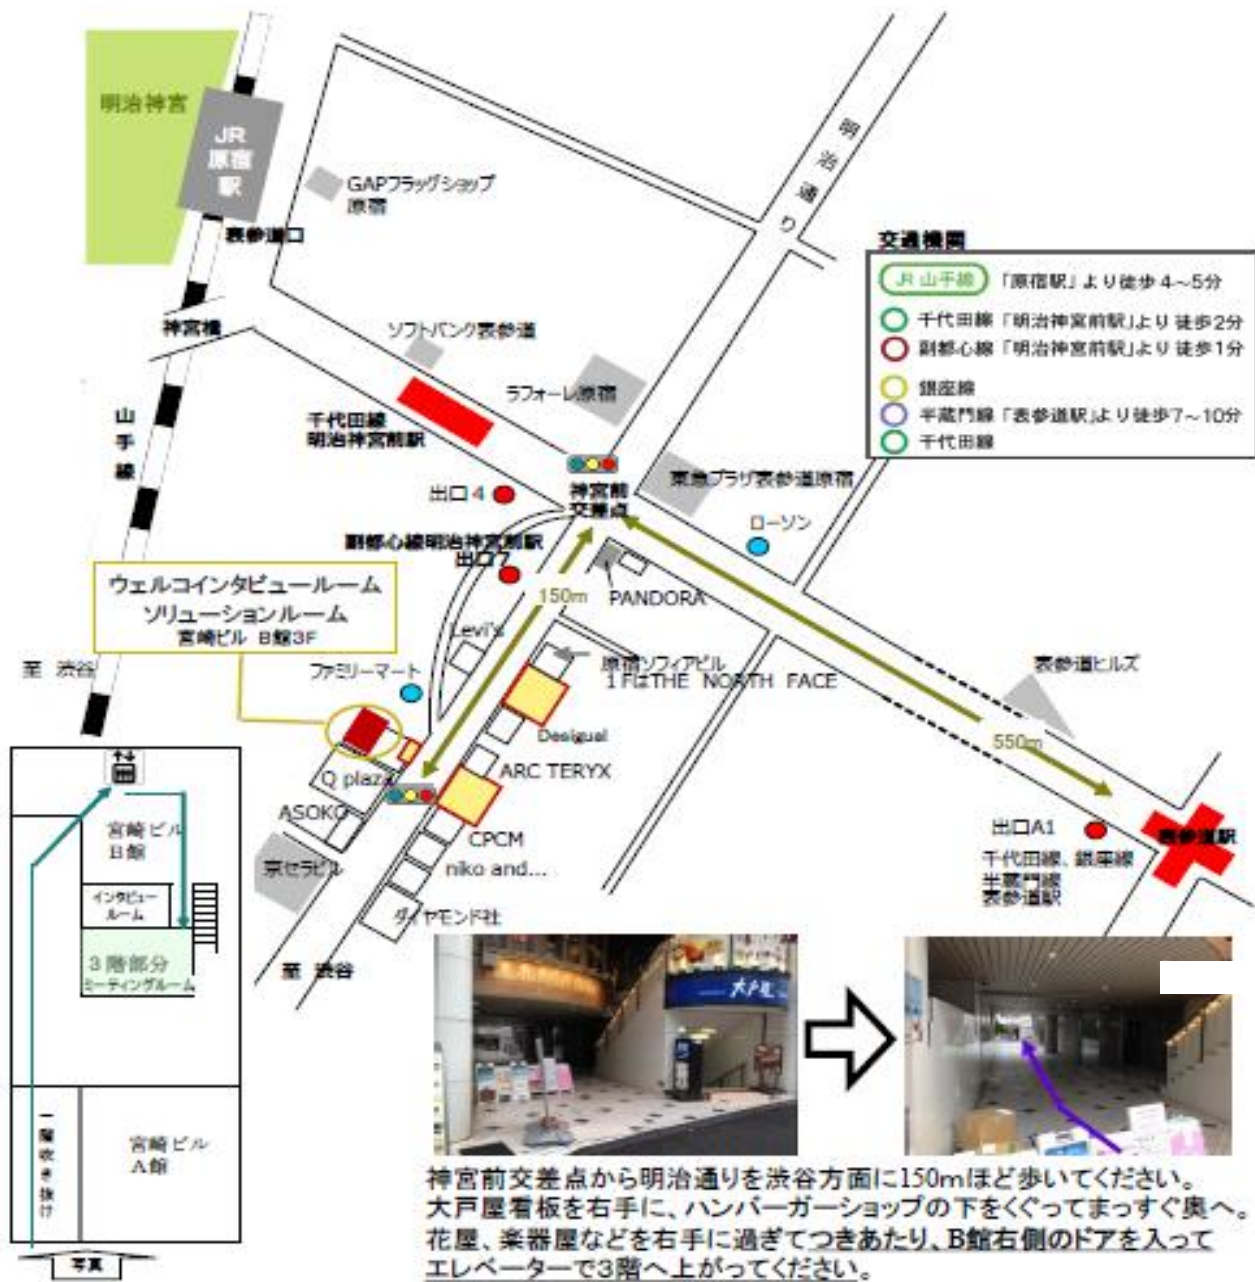 明治神宮
JR
原宿
駅
表参道口
GAPフラッグショップ
原宿
明治通り
神宮橋
ソフトバンク表参道
ラフォーレ原宿
千代田線
明治神宮前駅
山手線
交通機関
JR 山手線 「原宿駅」より徒歩4～5分
千代田線「明治神宮前駅」より徒歩2分
副都心線「明治神宮前駅」より徒歩1分
銀座線
半蔵門線「表参道駅」より徒歩7～10分
千代田線
東急プラザ表参道原宿
神宮前
交差点
出口4
ローソン
副都心線明治神宮前駅
出口7
150m
PANDORA
ウェルコインタビュールーム
ソリューションルーム
宮崎ビル B館3F
Levi's
至 渋谷
ファミリーマート
原宿ソフィアビル
1FはTHE NORTH FACE
表参道ヒルズ
Desigual
550m
ARC TERYX
Q plaza
ASOKO
CPCM
京セラビル
niko and...
ダイヤモンド社
至 渋谷
出口A1
表参道駅
千代田線、銀座線
半蔵門線
表参道駅
宮崎ビル
B館
インタビュー
ルーム
3階部分
ミーティングルーム
一階吹き抜け
宮崎ビル
A館
写真
大戸屋
神宮前交差点から明治通りを渋谷方面に150mほど歩いてください。
大戸屋看板を右手に、ハンバーガーショップの下をくぐってまっすぐ奥へ。
花屋、楽器屋などを右手に過ぎてつきあたり、B館右側のドアを入って
エレベーターで3階へ上がってください。